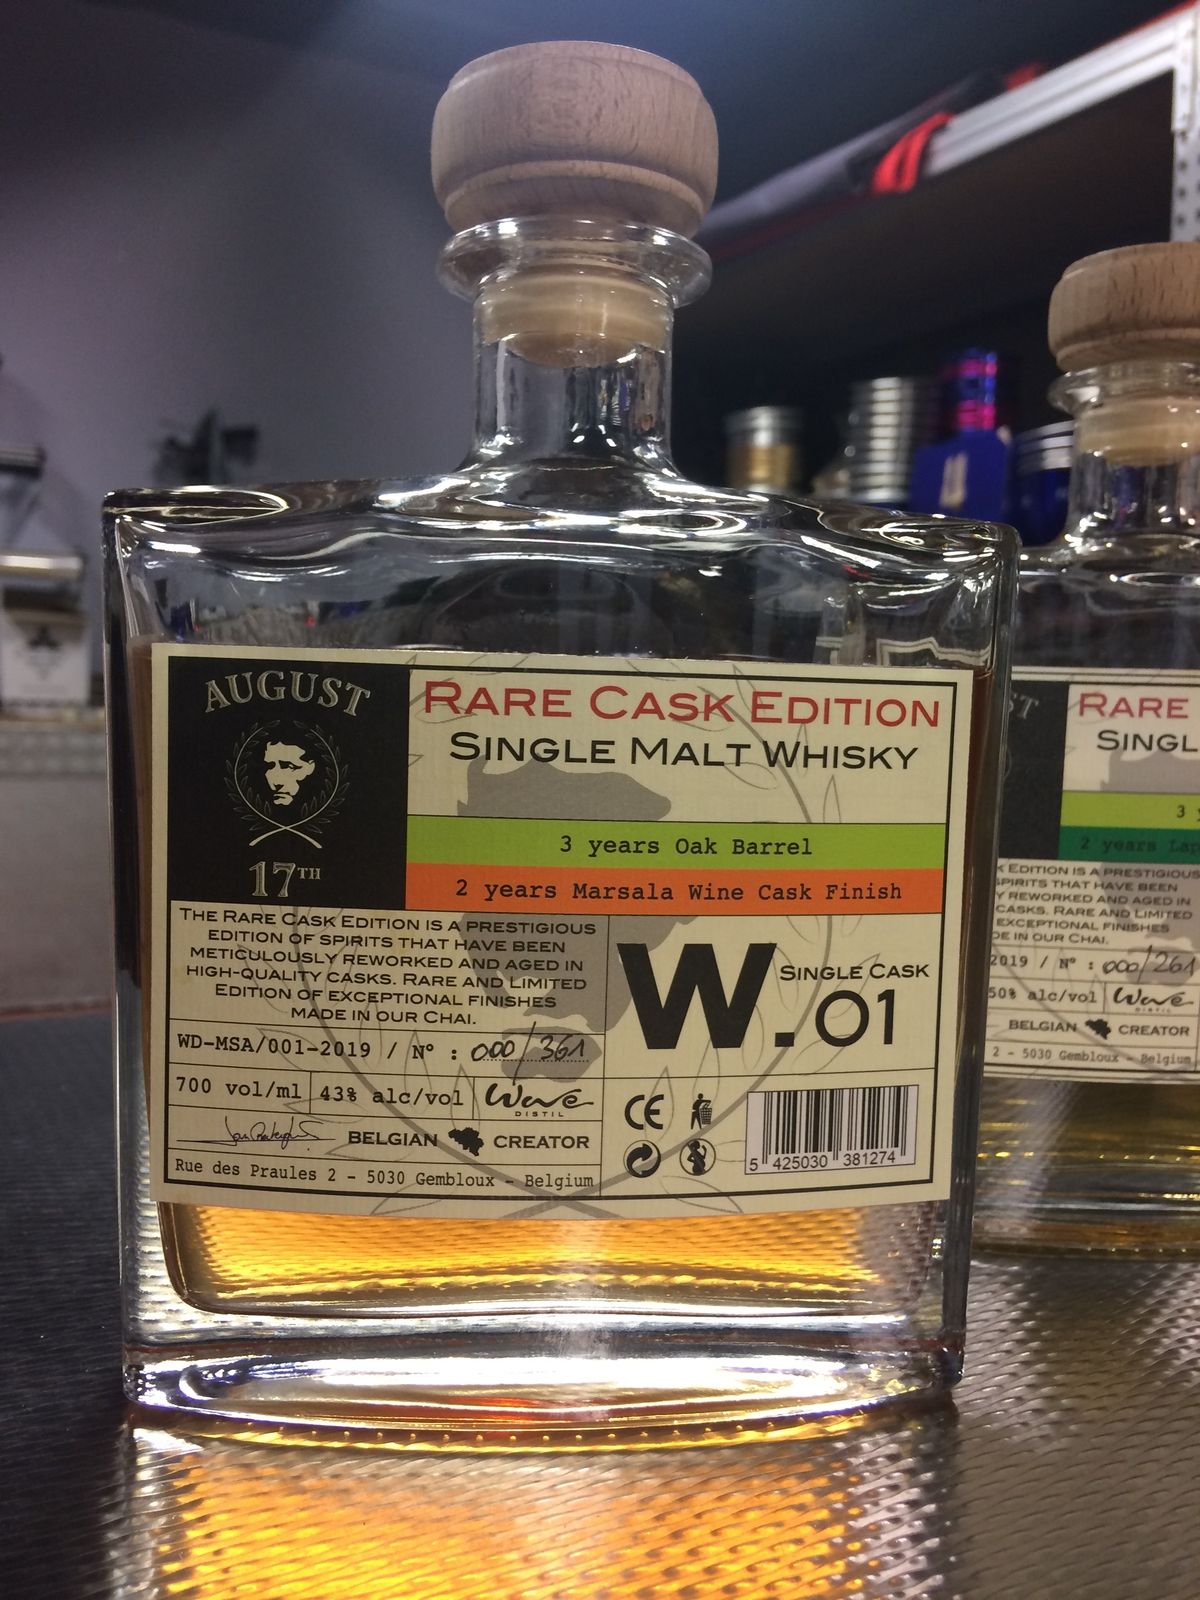 AUGUST
17TH
RARE CASK EDITION
SINGLE MALT WHISKY
3 years Oak Barrel
2 years Marsala Wine Cask Finish
THE RARE CASK EDITION IS A PRESTIGIOUS
EDITION OF SPIRITS THAT HAVE BEEN
METICULOUSLY REWORKED AND AGED IN
HIGH-QUALITY CASKS. RARE AND LIMITED
EDITION OF EXCEPTIONAL FINISHES
MADE IN OUR CHAI.
WD-MSA/001-2019 / N° : 000/361
700 vol/ml
43% alc/vol
Wave
DISTIL
BELGIAN CREATOR
Rue des Praules 2 - 5030 Gembloux - Belgium
W.01
SINGLE CASK
CE
5 425030 381274
ST
RARE
SINGL
3 y
2 years Lap
K EDITION IS A PRESTIGIOUS
SPIRITS THAT HAVE BEEN
Y REWORKED AND AGED IN
CASKS. RARE AND LIMITED
EXCEPTIONAL FINISHES
DE IN OUR CHAI.
2019 / N° : 000/261
50% alc/vol
Wave
DISTIL
BELGIAN CREATOR
2 - 5030 Gembloux - Belgium